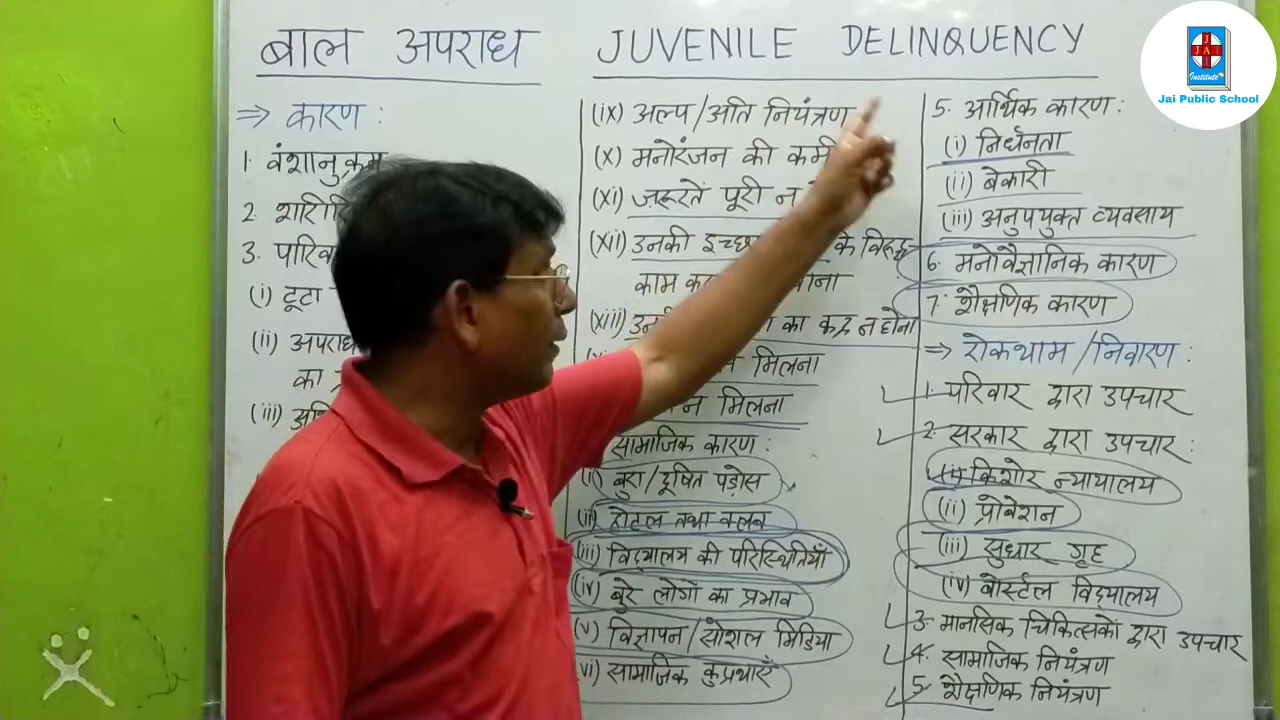 बाल अपराध
JUVENILE DELINQUENCY
⇒ कारण :
1. वंशानुक्रम
2. शारीरि
3. पारिव
(i) टूटा
(ii) अपराध
का
(iii)
(ix) अल्प/अति नियंत्रण
(x) मनोरंजन की कमी
(xi) जरूरतें पूरी न
(xii) उनकी इच्छा के विरूद्ध
काम
(xiii) का कद्र न होना
मिलना
न मिलना
सामाजिक कारण :
(i) बुरा/दूषित पड़ोस
(ii) होटल तथा क्लब
(iii) विद्यालय की परिस्थितियाँ
(iv) बुरे लोगों का प्रभाव
(v) विज्ञापन/सोशल मिडिया
(vi) सामाजिक कुप्रथाएँ
5. आर्थिक कारण :
(i) निर्धनता
(ii) बेकारी
(iii) अनुपयुक्त व्यवसाय
6. मनोवैज्ञानिक कारण
7. शैक्षणिक कारण
⇒ रोकथाम/निवारण :
1. परिवार द्वारा उपचार
2. सरकार द्वारा उपचार :
(i) किशोर न्यायालय
(ii) प्रोवेशन
(iii) सुधार गृह
(iv) बोर्स्टल विद्यालय
3. मानसिक चिकित्सकों द्वारा उपचार
4. सामाजिक नियंत्रण
5. शैक्षणिक नियंत्रण
J
JAI
I
Institute
Jai Public School